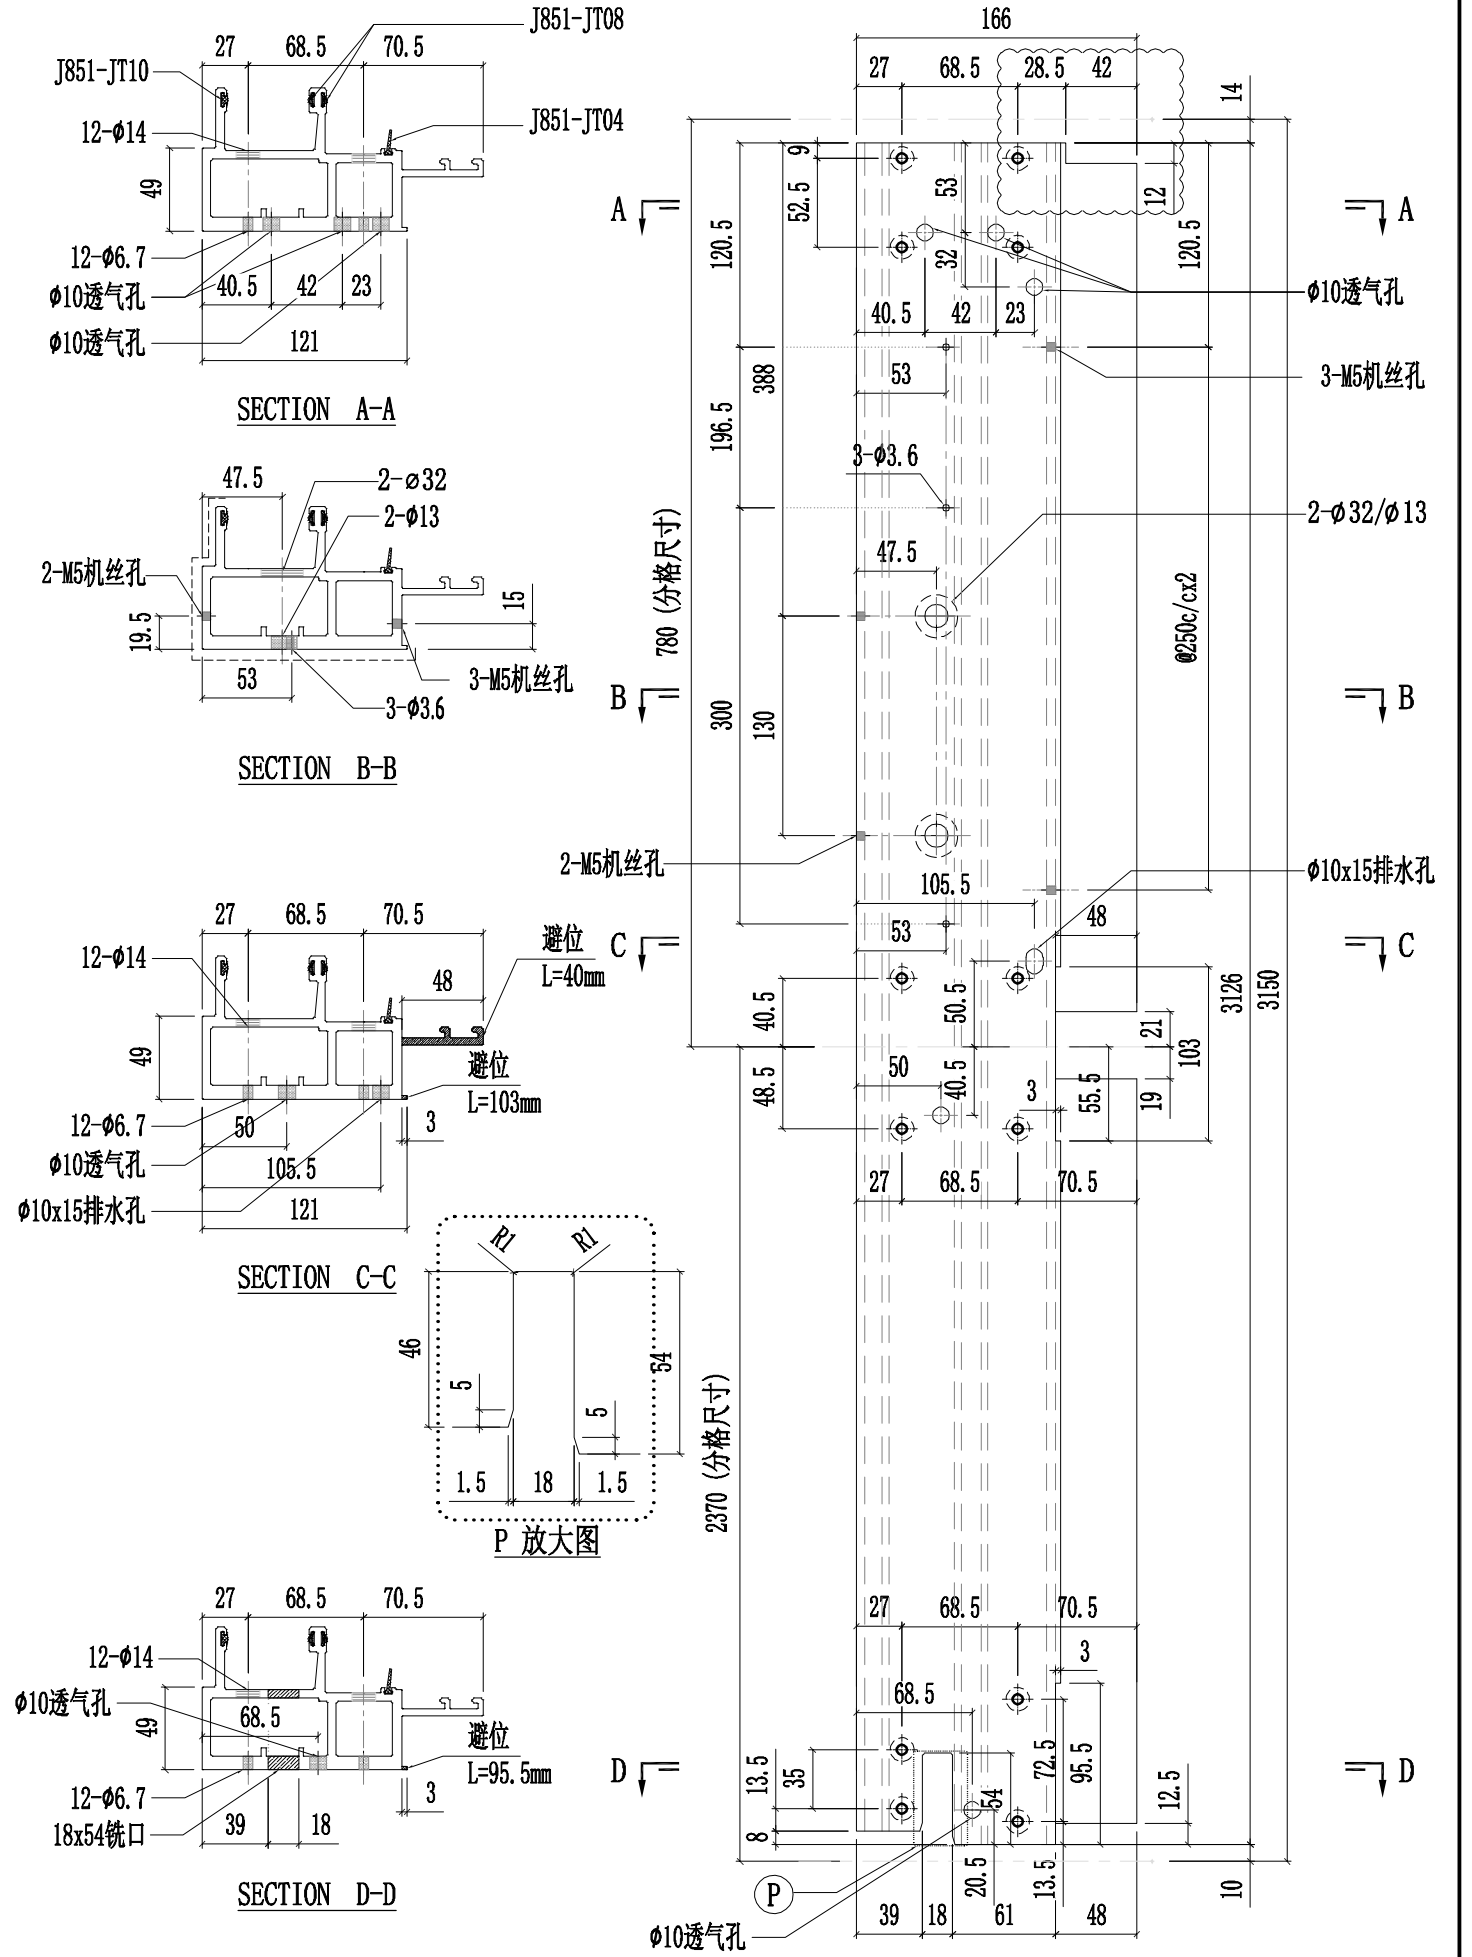 J851-JT08
27
68.5
70.5
J851-JT10
12-φ14
J851-JT04
49
12-φ6.7
φ10透气孔
40.5
42
23
φ10透气孔
121
SECTION A-A
47.5
2-φ32
2-φ13
2-M5机丝孔
19.5
15
53
3-M5机丝孔
3-φ3.6
SECTION B-B
27
68.5
70.5
避位
L=40mm
12-φ14
48
49
避位
L=103mm
12-φ6.7
50
3
φ10透气孔
105.5
φ10x15排水孔
121
SECTION C-C
R1
R1
46
54
5
5
1.5
18
1.5
P 放大图
27
68.5
70.5
12-φ14
φ10透气孔
68.5
49
避位
L=95.5mm
12-φ6.7
3
18x54铣口
39
18
SECTION D-D
166
27
68.5
28.5
42
14
9
52.5
53
12
A
A
120.5
120.5
32
φ10透气孔
40.5
42
23
388
53
3-M5机丝孔
196.5
3-φ3.6
2-φ32/φ13
780 (分格尺寸)
47.5
@250c/cx2
B
B
300
130
2-M5机丝孔
105.5
φ10x15排水孔
53
48
C
C
40.5
50.5
3126
3150
21
103
50
48.5
40.5
3
55.5
19
27
68.5
70.5
2370 (分格尺寸)
27
68.5
70.5
3
68.5
D
D
13.5
35
54
72.5
95.5
12.5
8
P
20.5
13.5
10
39
18
61
48
φ10透气孔